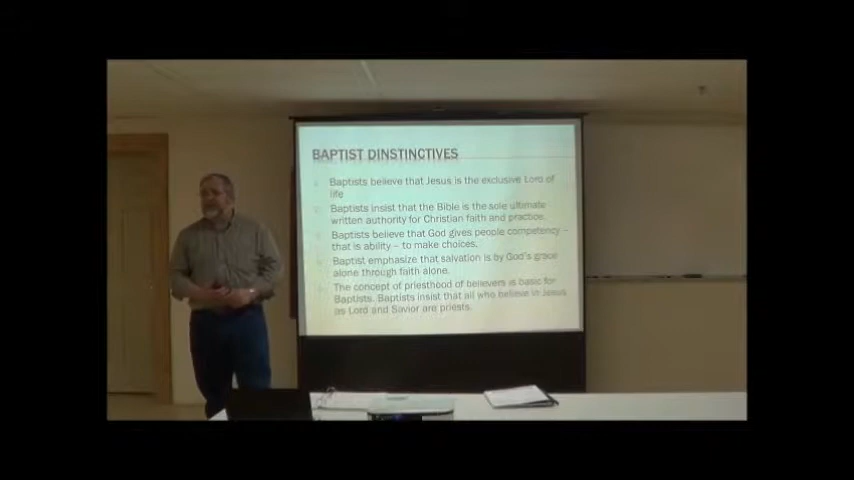 BAPTIST DINSTINCTIVES
Baptists believe that Jesus is the exclusive Lord of
life
Baptists insist that the Bible is the sole ultimate
written authority for Christian faith and practice.
Baptists believe that God gives people competency –
that is ability – to make choices.
Baptist emphasize that salvation is by God's grace
alone through faith alone.
The concept of priesthood of believers is basic for
Baptists. Baptists insist that all who believe in Jesus
as Lord and Savior are priests.